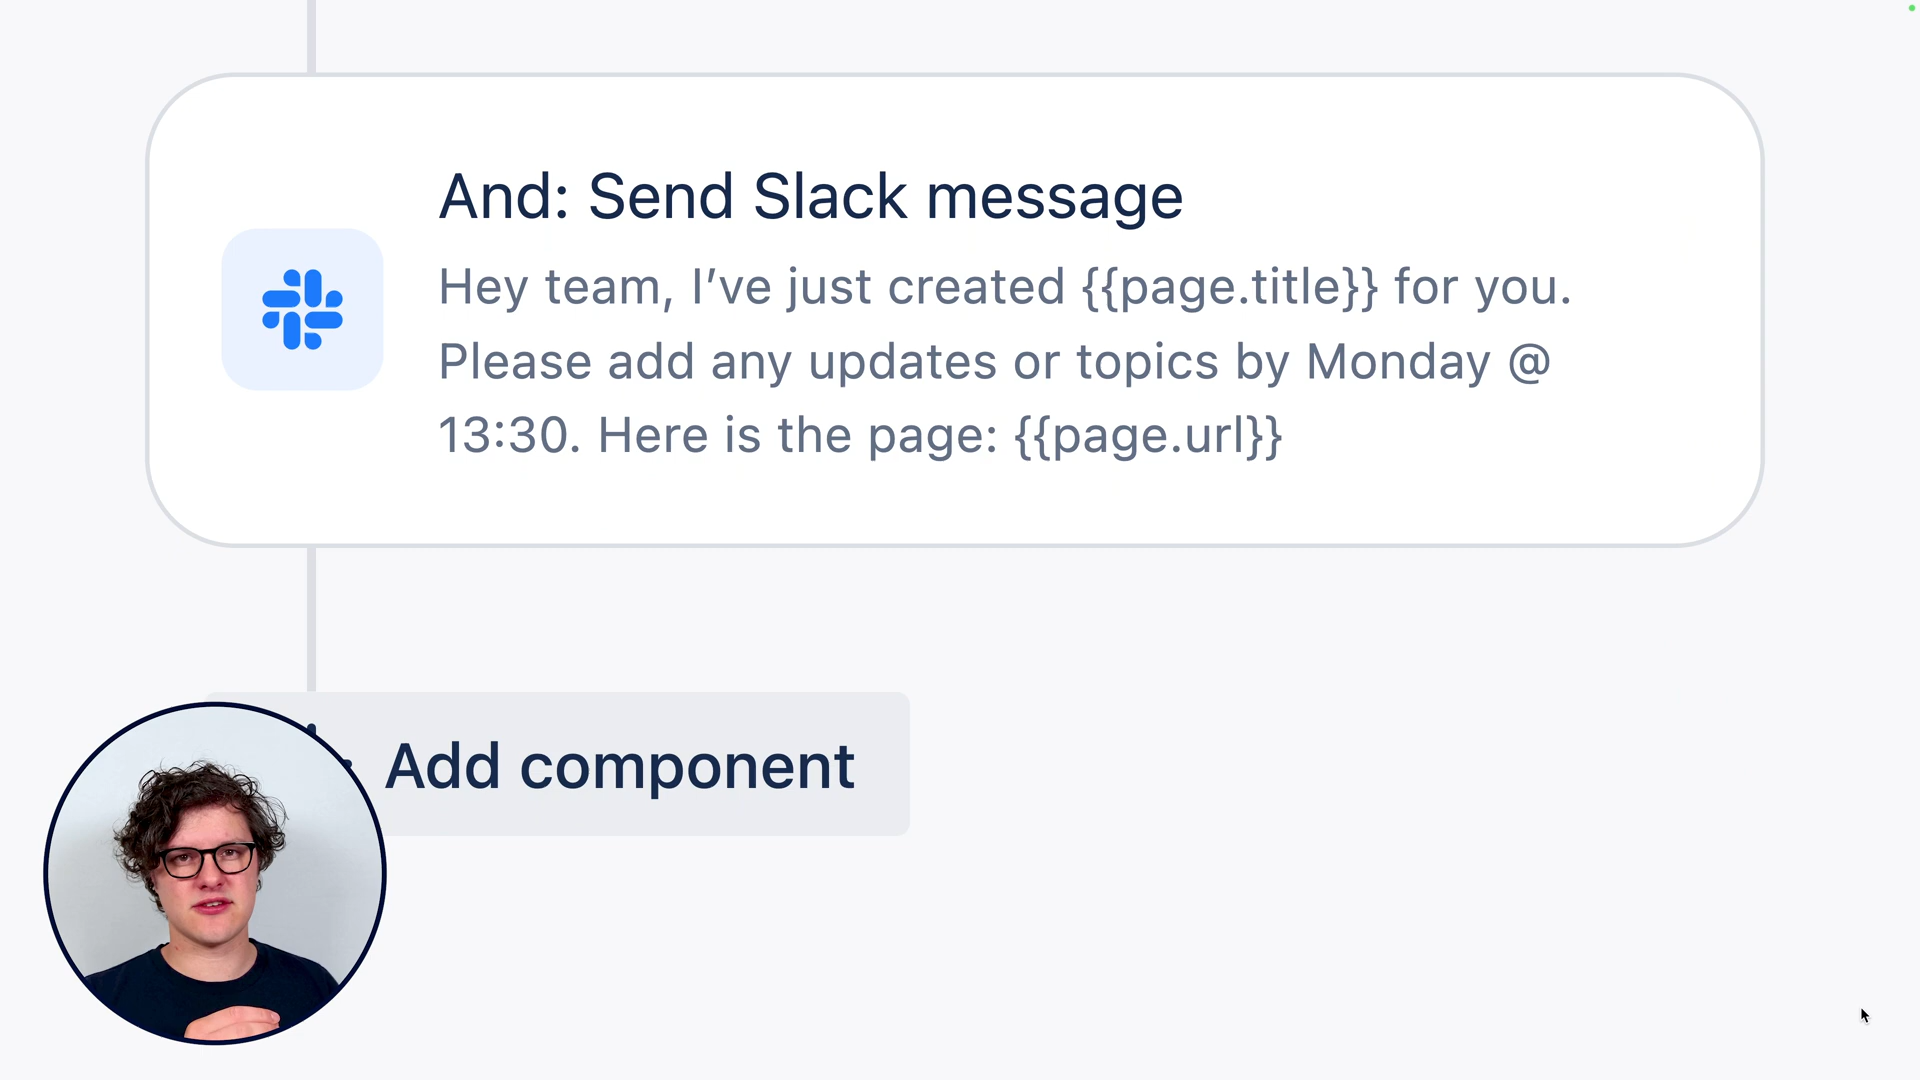 And: Send Slack message
Hey team, I’ve just created {{page.title}} for you.
Please add any updates or topics by Monday @
13:30. Here is the page: {{page.url}}
Add component